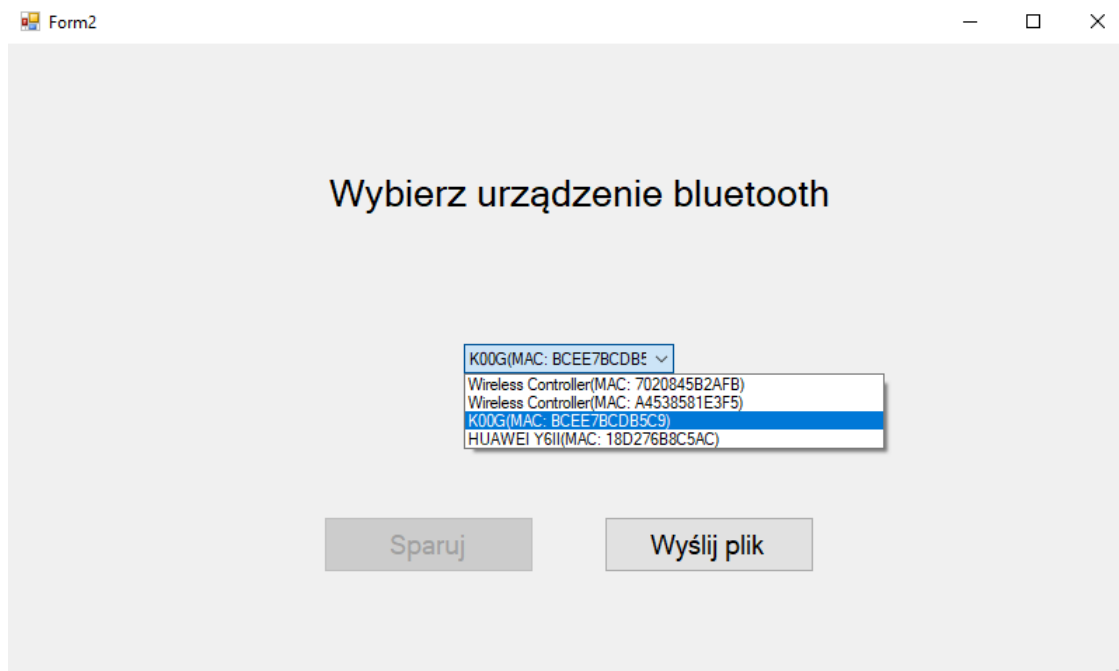 Form2
Wybierz urządzenie bluetooth
K00G(MAC: BCEE7BCDB5
Wireless Controller(MAC: 7020845B2AFB)
Wireless Controller(MAC: A4538581E3F5)
K00G(MAC: BCEE7BCDB5C9)
HUAWEI Y6II(MAC: 18D276B8C5AC)
Sparuj
Wyślij plik